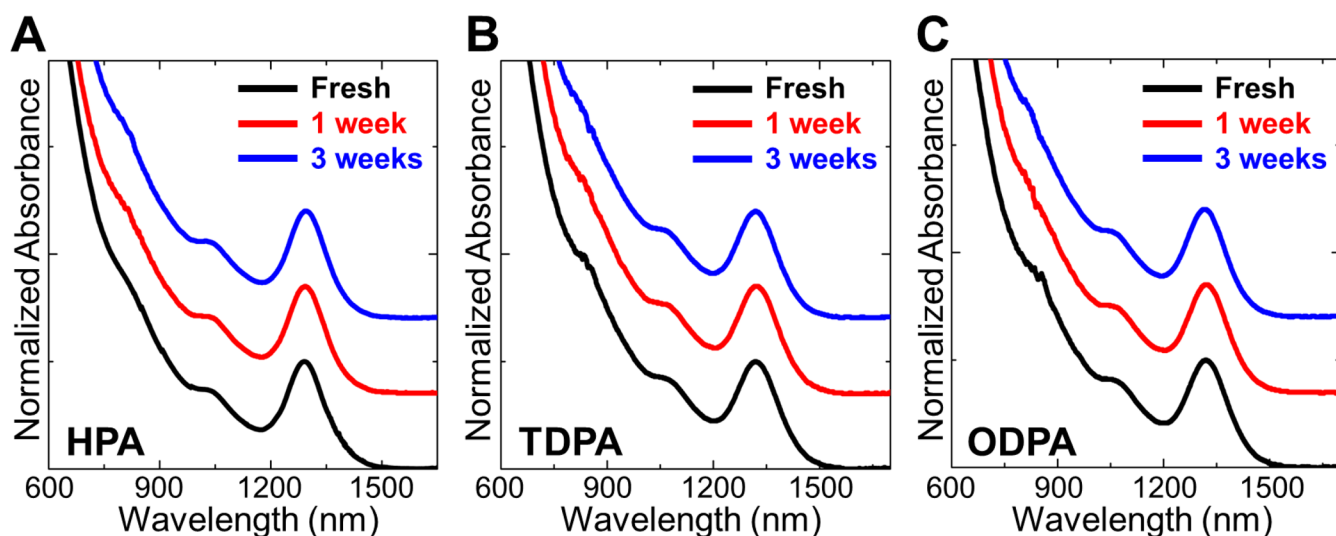 A
Fresh
1 week
3 weeks
Normalized Absorbance
HPA
600
900
1200
1500
Wavelength (nm)
B
Fresh
1 week
3 weeks
Normalized Absorbance
TDPA
600
900
1200
1500
Wavelength (nm)
C
Fresh
1 week
3 weeks
Normalized Absorbance
ODPA
600
900
1200
1500
Wavelength (nm)